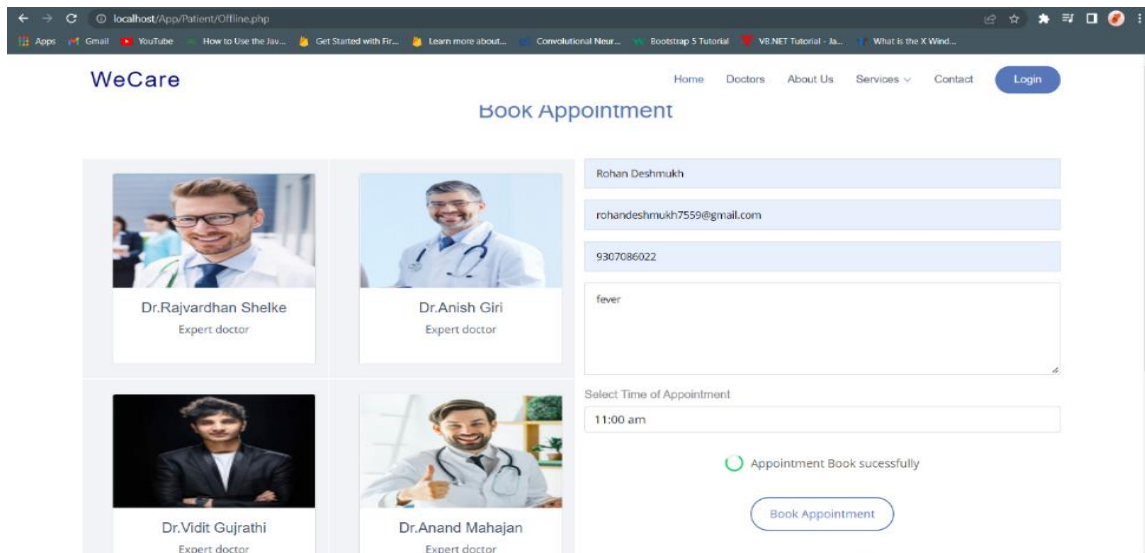 localhost/App/Patient/Offline.php
Apps Gmail YouTube How to Use the Jav... Get Started with Fir... Learn more about... Convolutional Neur... Bootstrap 5 Tutorial VB.NET Tutorial - Ja... What is the X Wind...
WeCare
Home Doctors About Us Services Contact Login
Book Appointment
Rohan Deshmukh
rohandeshmukh7559@gmail.com
9307086022
fever
Dr.Rajvardhan Shelke
Expert doctor
Dr.Anish Giri
Expert doctor
Select Time of Appointment
11:00 am
Appointment Book sucessfully
Book Appointment
Dr.Vidit Gujrathi
Expert doctor
Dr.Anand Mahajan
Expert doctor